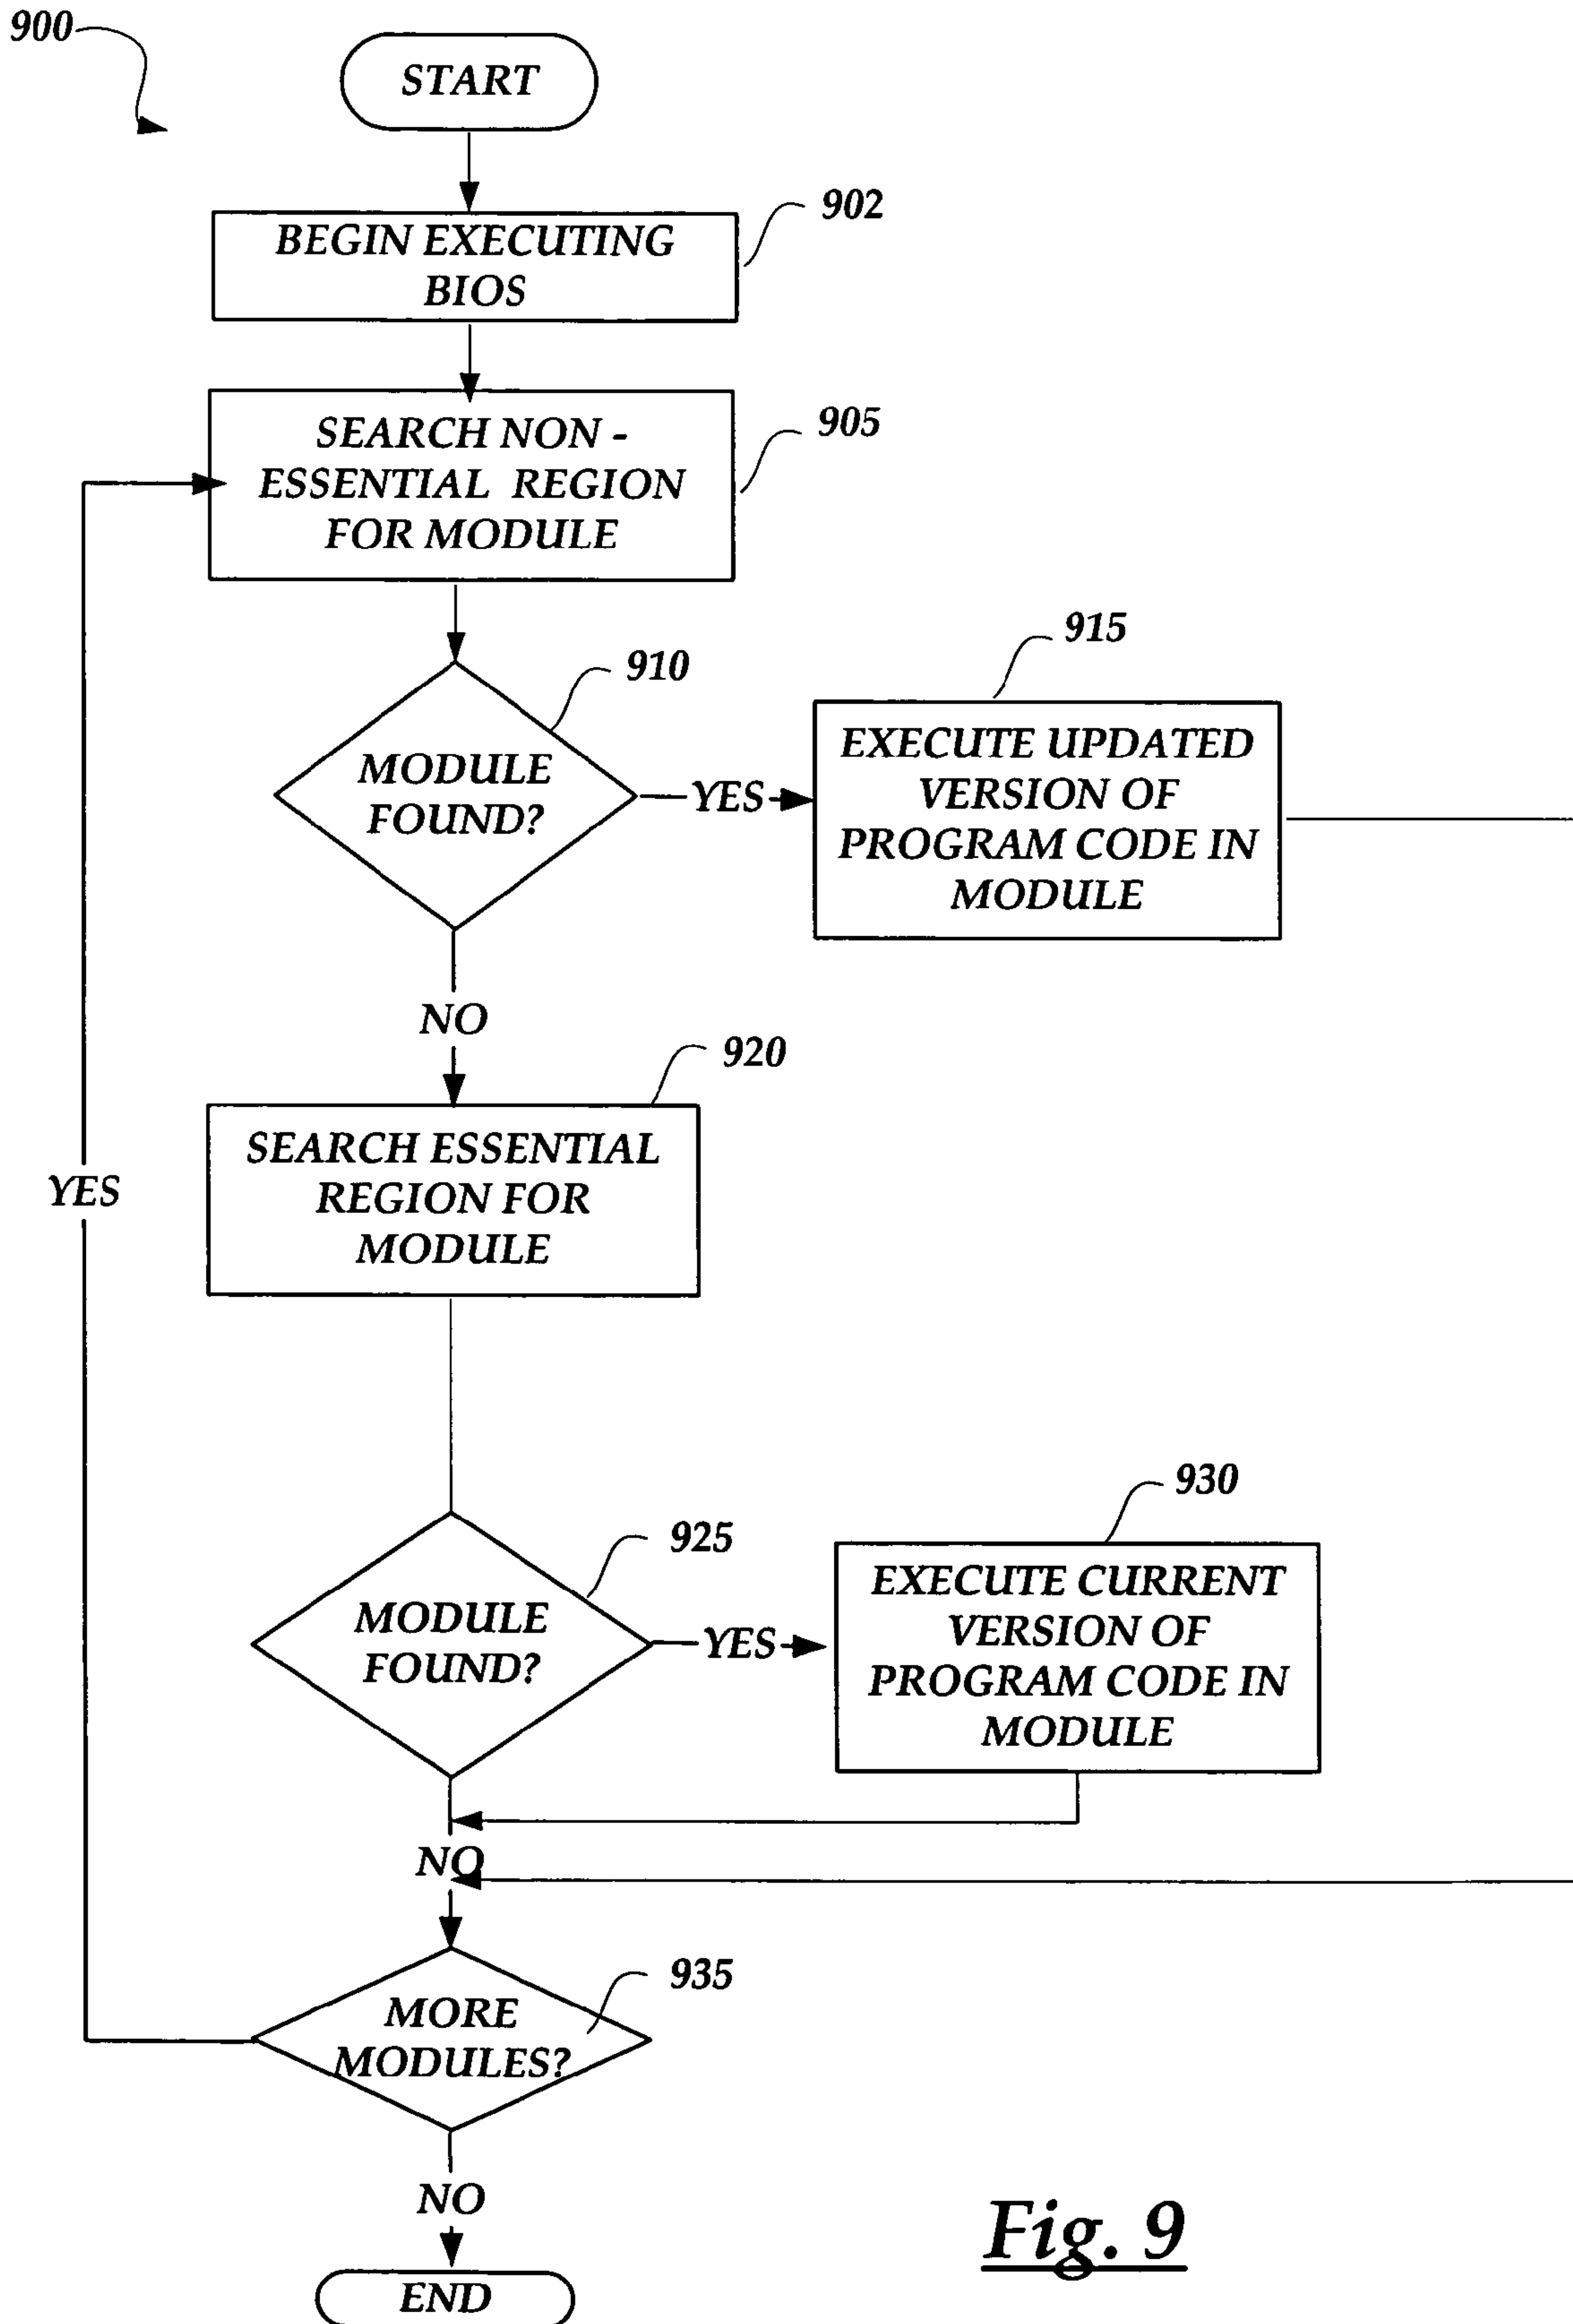 900
START
902
BEGIN EXECUTING
BIOS
905
SEARCH NON -
ESSENTIAL REGION
FOR MODULE
910
MODULE
FOUND?
YES
915
EXECUTE UPDATED
VERSION OF
PROGRAM CODE IN
MODULE
NO
920
SEARCH ESSENTIAL
REGION FOR
MODULE
YES
925
MODULE
FOUND?
YES
930
EXECUTE CURRENT
VERSION OF
PROGRAM CODE IN
MODULE
NO
935
MORE
MODULES?
NO
END
Fig. 9